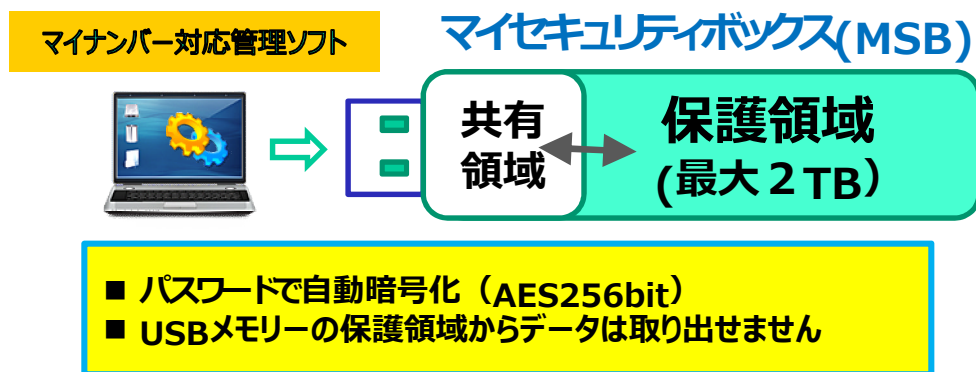 マイナンバー対応管理ソフト
マイセキュリティボックス(MSB)
共有
領域
保護領域
(最大２TB）
■ パスワードで自動暗号化（AES256bit）
■ USBメモリーの保護領域からデータは取り出せません